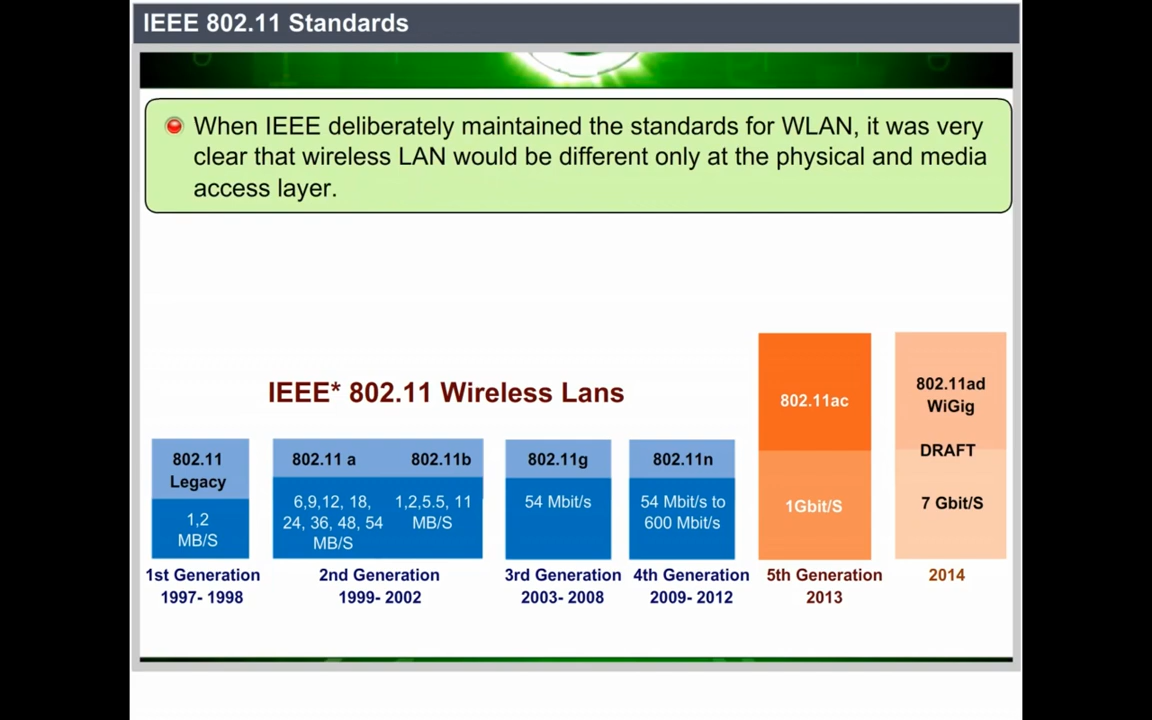 IEEE 802.11 Standards
When IEEE deliberately maintained the standards for WLAN, it was very
clear that wireless LAN would be different only at the physical and media
access layer.
IEEE* 802.11 Wireless Lans
802.11
Legacy
1,2
MB/S
1st Generation
1997- 1998
802.11 a
6,9,12, 18,
24, 36, 48, 54
MB/S
802.11b
1,2,5.5, 11
MB/S
2nd Generation
1999- 2002
802.11g
54 Mbit/s
3rd Generation
2003- 2008
802.11n
54 Mbit/s to
600 Mbit/s
4th Generation
2009- 2012
802.11ac
1Gbit/S
5th Generation
2013
802.11ad
WiGig
DRAFT
7 Gbit/S
2014